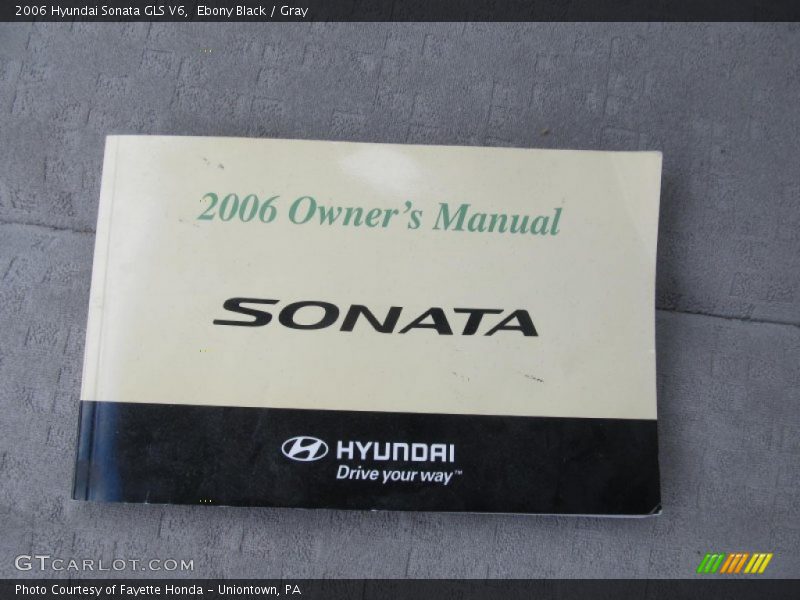 2006 Hyundai Sonata GLS V6, Ebony Black / Gray
2006 Owner's Manual
SONATA
HYUNDAI
Drive your way™
GTCARLOT.COM
Photo Courtesy of Fayette Honda - Uniontown, PA